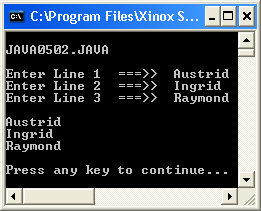 C:\Program Files\Xinox S...
JAVA0502.JAVA
Enter Line 1  ===>>  Austrid
Enter Line 2  ===>>  Ingrid
Enter Line 3  ===>>  Raymond
Austrid
Ingrid
Raymond
Press any key to continue...